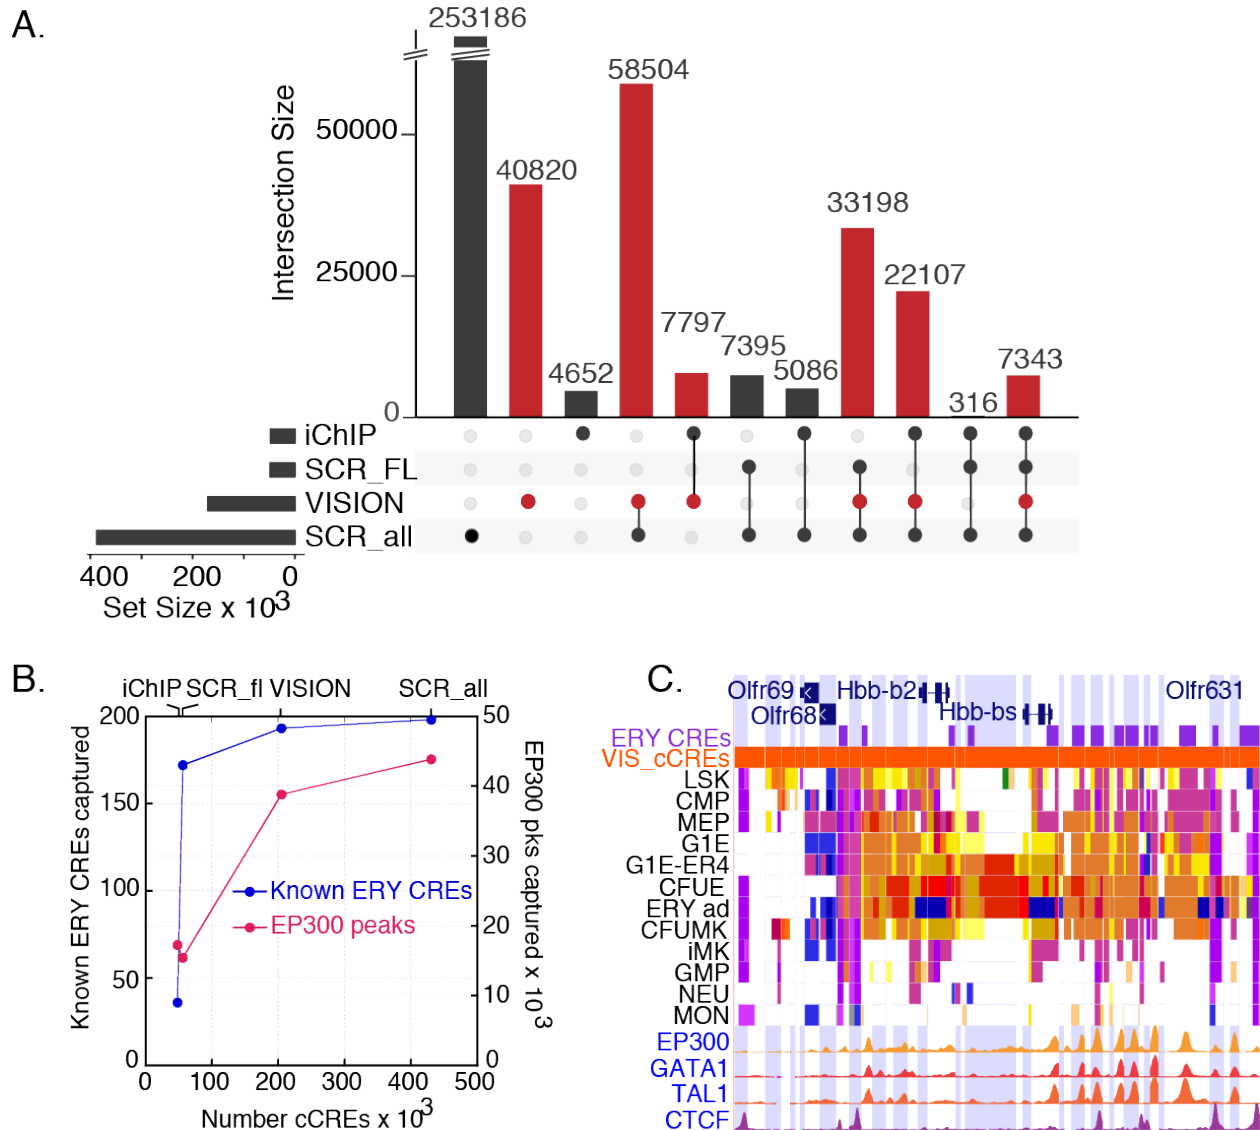 A.
253186
58504
40820
4652
7797
7395
5086
33198
22107
316
7343
Intersection Size
50000
25000
0
iChIP
SCR_FL
VISION
SCR_all
400 200 0
Set Size x 10³
B.
iChIP SCR_fl VISION SCR_all
Known ERY CREs captured
200
150
100
50
0
50
40
30
20
10
0
EP300 pks captured x 10³
Known ERY CREs
EP300 peaks
0 100 200 300 400 500
Number cCREs x 10³
C.
Olfr69 Hbb-b2 Olfr631
Olfr68 Hbb-bs
ERY CREs
VIS_cCREs
LSK
CMP
MEP
G1E
G1E-ER4
CFUE
ERY ad
CFUMK
iMK
GMP
NEU
MON
EP300
GATA1
TAL1
CTCF